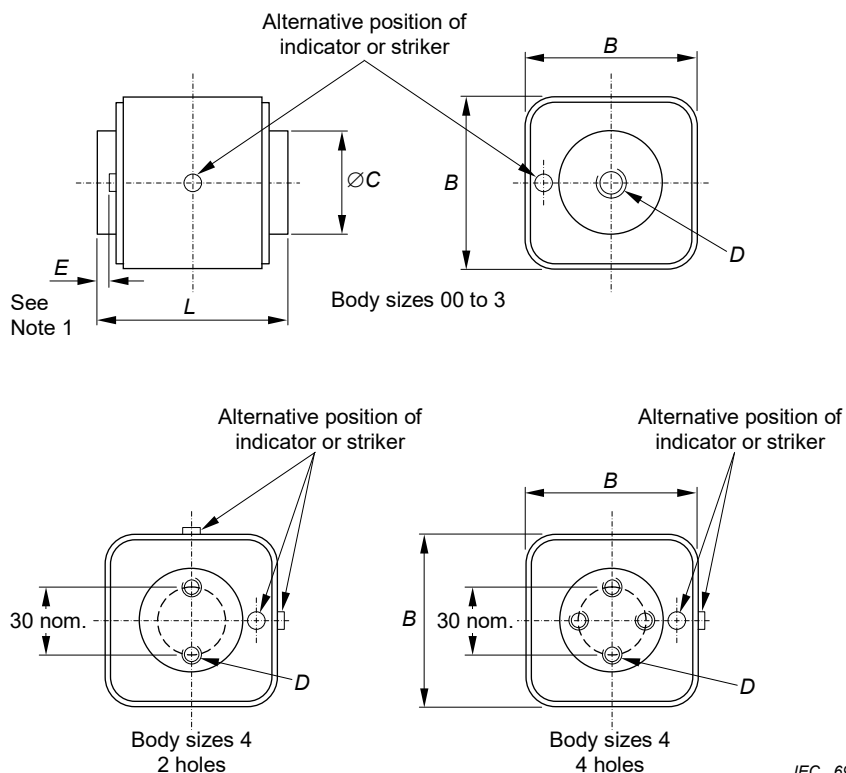 Alternative position of
indicator or striker
B
B
∅C
D
E
L
See
Note 1
Body sizes 00 to 3
Alternative position of
indicator or striker
30 nom.
D
Body sizes 4
2 holes
Alternative position of
indicator or striker
B
B
30 nom.
D
Body sizes 4
4 holes
IEC